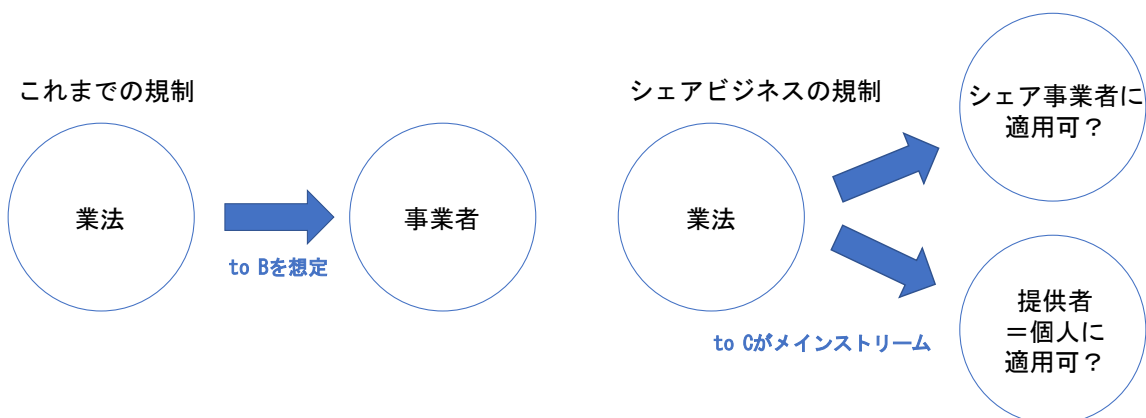 これまでの規制
業法
to Bを想定
事業者
シェアビジネスの規制
業法
to Cがメインストリーム
シェア事業者に
適用可？
提供者
＝個人に
適用可？